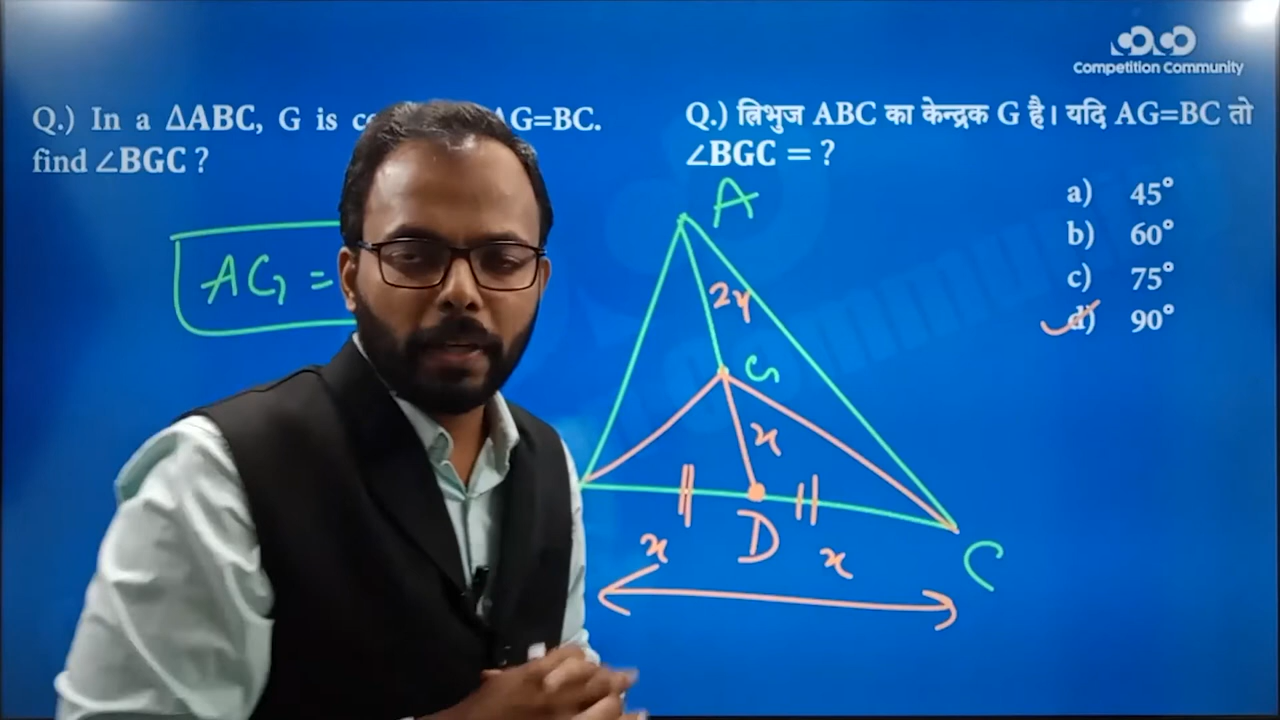 Competition Community
Q.) In a ΔABC, G is AG=BC.
find ∠BGC ?
Q.) त्रिभुज ABC का केन्द्रक G है। यदि AG=BC तो
∠BGC = ?
a) 45°
b) 60°
c) 75°
d) 90°
AG =
A
2x
G
x
D
x
x
C